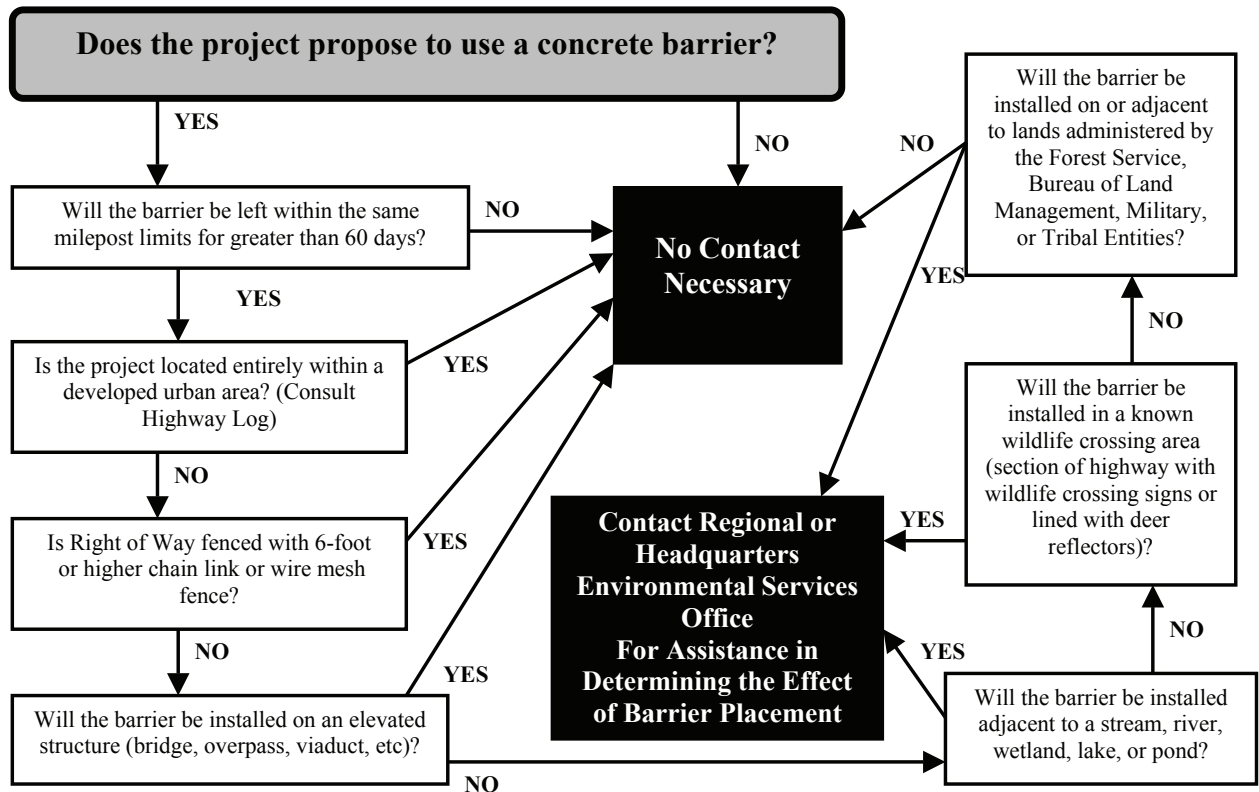 Does the project propose to use a concrete barrier?
YES
NO
Will the barrier be left within the same
milepost limits for greater than 60 days?
NO
YES
Is the project located entirely within a
developed urban area? (Consult
Highway Log)
YES
NO
Is Right of Way fenced with 6-foot
or higher chain link or wire mesh
fence?
YES
NO
Will the barrier be installed on an elevated
structure (bridge, overpass, viaduct, etc)?
YES
NO
No Contact
Necessary
Contact Regional or
Headquarters
Environmental Services
Office
For Assistance in
Determining the Effect
of Barrier Placement
Will the barrier be installed
adjacent to a stream, river,
wetland, lake, or pond?
YES
NO
Will the barrier be
installed in a known
wildlife crossing area
(section of highway with
wildlife crossing signs or
lined with deer
reflectors)?
YES
NO
Will the barrier be
installed on or adjacent
to lands administered by
the Forest Service,
Bureau of Land
Management, Military,
or Tribal Entities?
NO
YES